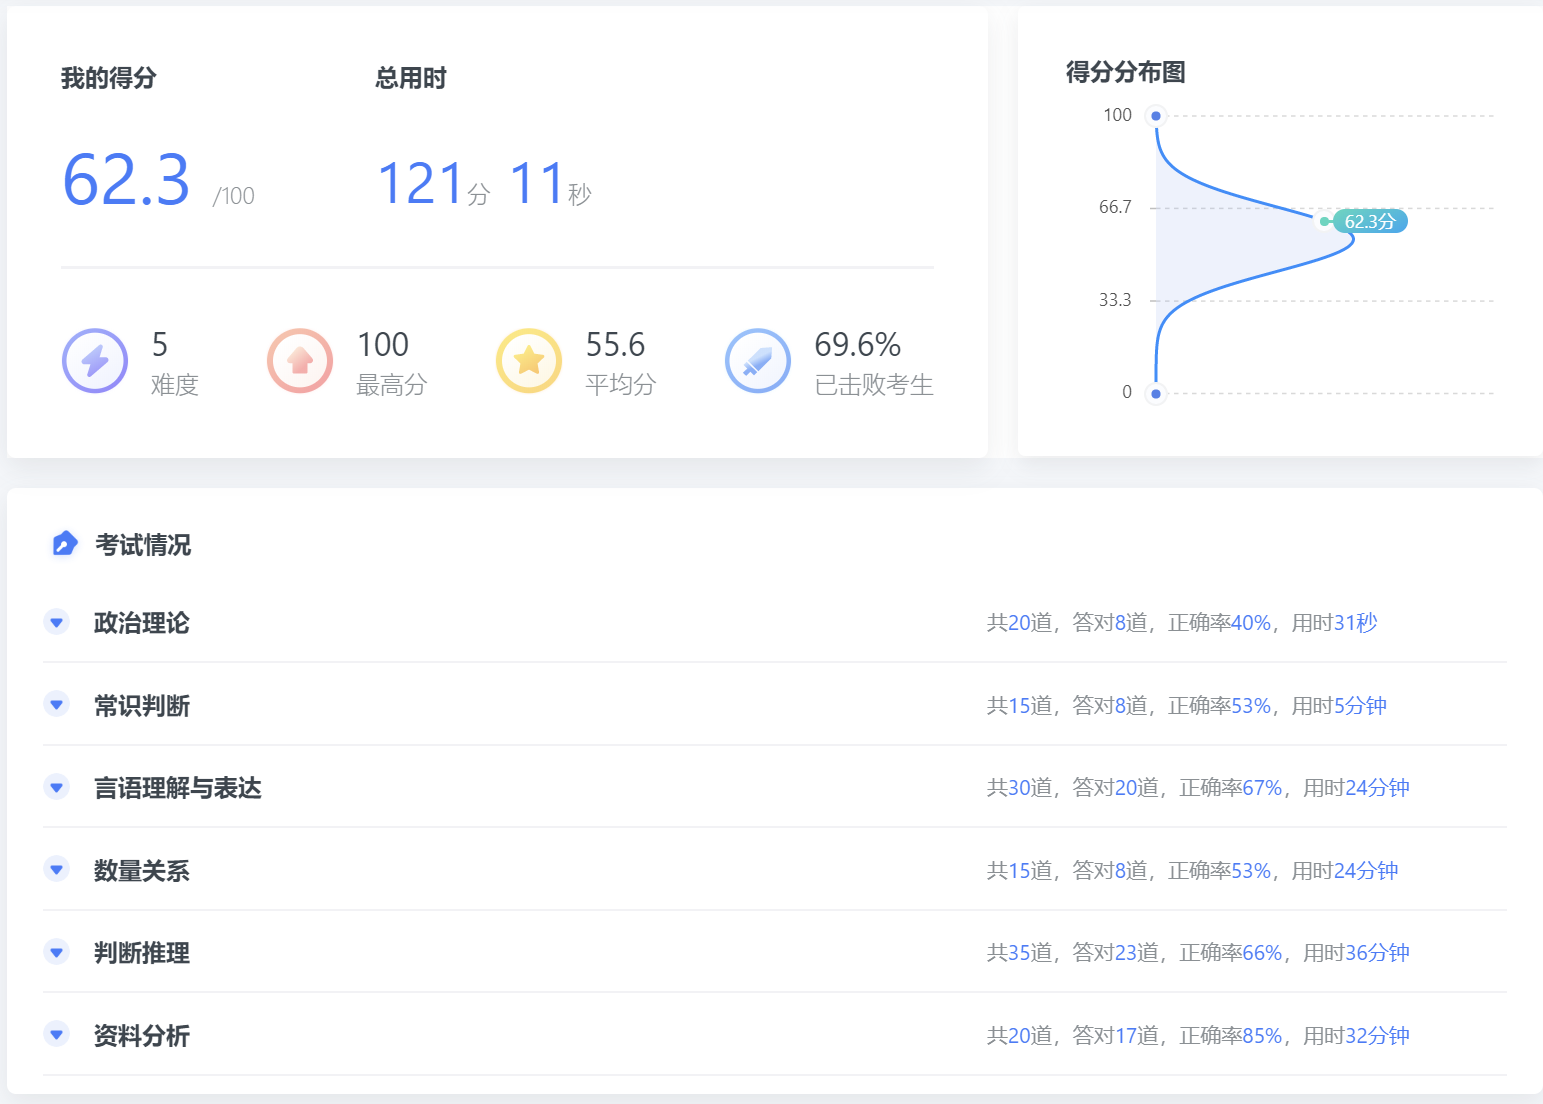 我的得分
总用时
62.3 /100
121分 11秒
5
难度
100
最高分
55.6
平均分
69.6%
已击败考生
得分分布图
100
66.7
62.3分
33.3
0
考试情况
政治理论
共20道，答对8道，正确率40%，用时31秒
常识判断
共15道，答对8道，正确率53%，用时5分钟
言语理解与表达
共30道，答对20道，正确率67%，用时24分钟
数量关系
共15道，答对8道，正确率53%，用时24分钟
判断推理
共35道，答对23道，正确率66%，用时36分钟
资料分析
共20道，答对17道，正确率85%，用时32分钟